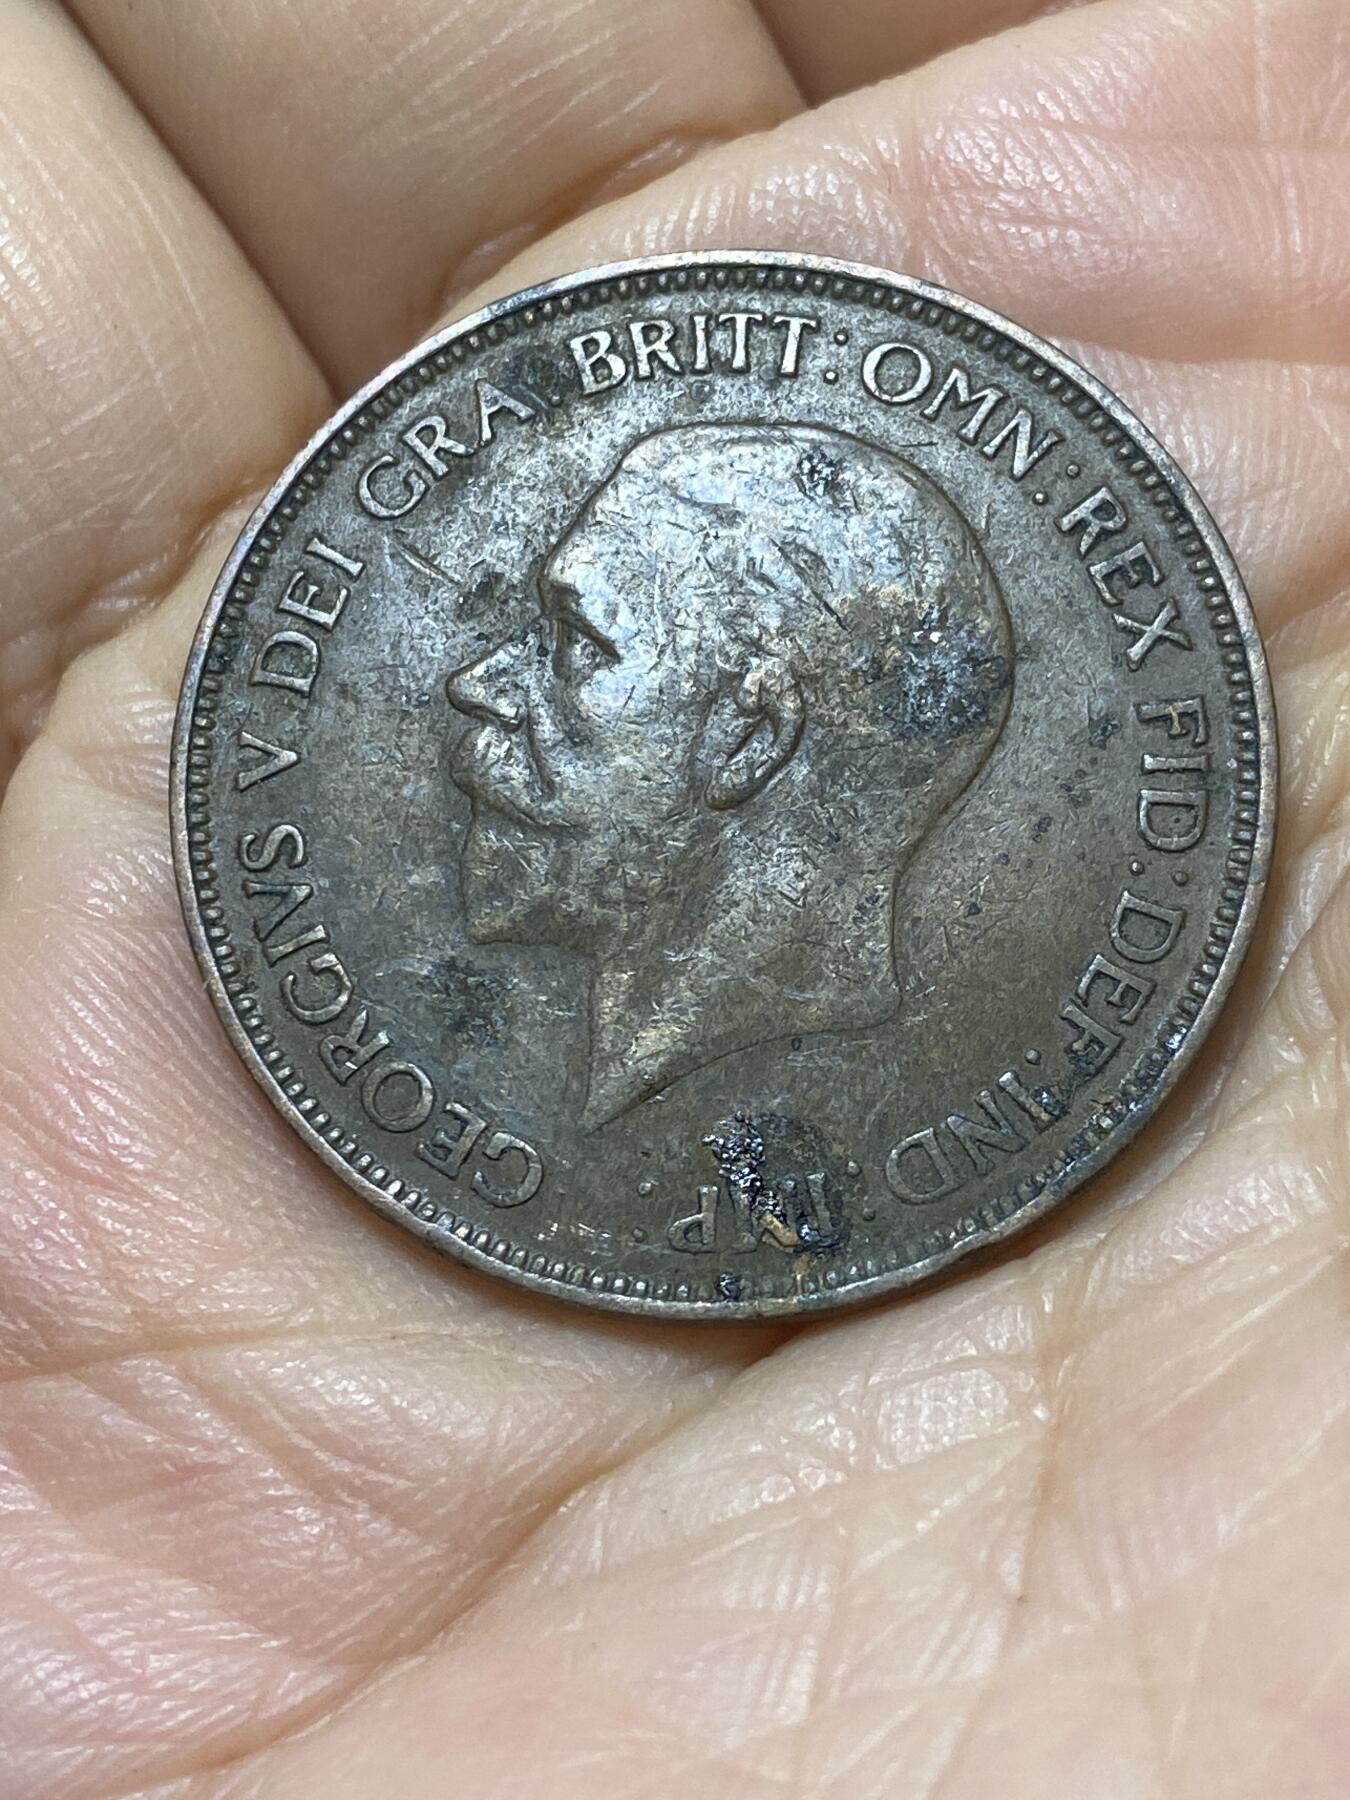 GEORGIVS V DEI GRA: BRITT: OMN: REX FID: DEF: IND: IMP: